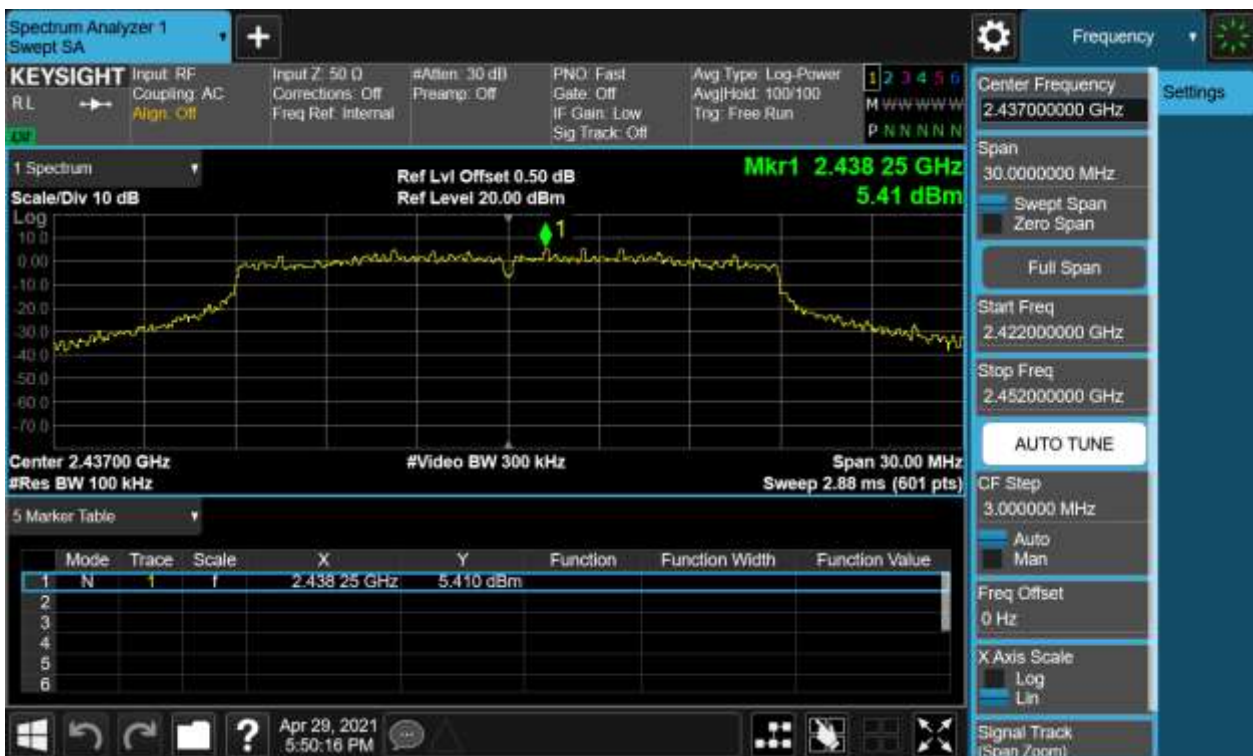 Spectrum Analyzer 1
Swept SA
Frequency
KEYSIGHT
RL
Input: RF
Coupling: AC
Align: Off
Input Z: 50 Ω
Corrections: Off
Freq Ref: Internal
#Atten: 30 dB
Preamp: Off
PNO: Fast
Gate: Off
IF Gain: Low
Sig Track: Off
Avg Type: Log-Power
Avg|Hold: 100/100
Trig: Free Run
1 2 3 4 5 6
M W W W W W
P N N N N N
1 Spectrum
Scale/Div 10 dB
Ref Lvl Offset 0.50 dB
Ref Level 20.00 dBm
Mkr1 2.438 25 GHz
5.41 dBm
Log
10.0
0.00
-10.0
-20.0
-30.0
-40.0
-50.0
-60.0
-70.0
1
Center 2.43700 GHz
#Res BW 100 kHz
#Video BW 300 kHz
Span 30.00 MHz
Sweep 2.88 ms (601 pts)
5 Marker Table
Mode Trace Scale X Y Function Function Width Function Value
1 N 1 f 2.438 25 GHz 5.410 dBm
2
3
4
5
6
Apr 29, 2021
5:50:16 PM
Center Frequency
2.437000000 GHz
Settings
Span
30.0000000 MHz
Swept Span
Zero Span
Full Span
Start Freq
2.422000000 GHz
Stop Freq
2.452000000 GHz
AUTO TUNE
CF Step
3.000000 MHz
Auto
Man
Freq Offset
0 Hz
X Axis Scale
Log
Lin
Signal Track
(Span Zoom)